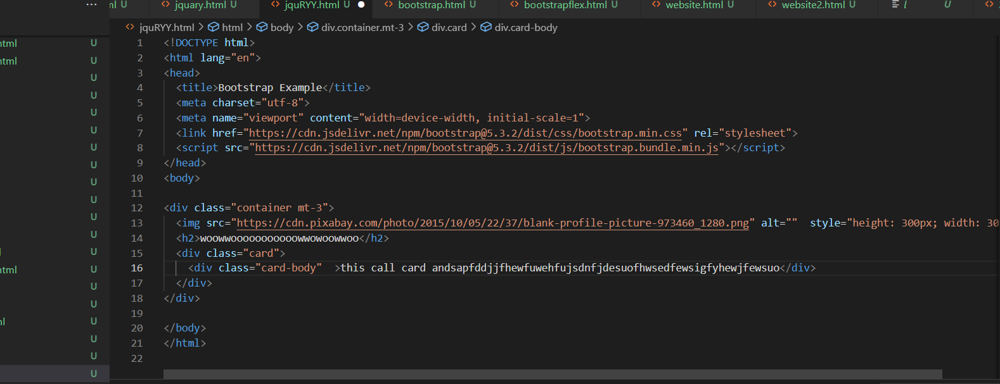 nl U jquary.html U jquRYY.html U bootstrap.html U bootstrapflex.html U website.html U website2.html U l U
jquRYY.html > html > body > div.container.mt-3 > div.card > div.card-body
html U
html U
U
U
U
U
U
U
U
U
U
U
U
html U
U
U
nl U
U
U
U
1 <!DOCTYPE html>
2 <html lang="en">
3 <head>
4 <title>Bootstrap Example</title>
5 <meta charset="utf-8">
6 <meta name="viewport" content="width=device-width, initial-scale=1">
7 <link href="https://cdn.jsdelivr.net/npm/bootstrap@5.3.2/dist/css/bootstrap.min.css" rel="stylesheet">
8 <script src="https://cdn.jsdelivr.net/npm/bootstrap@5.3.2/dist/js/bootstrap.bundle.min.js"></script>
9 </head>
10 <body>
11
12 <div class="container mt-3">
13 <img src="https://cdn.pixabay.com/photo/2015/10/05/22/37/blank-profile-picture-973460_1280.png" alt="" style="height: 300px; width: 30
14 <h2>woowwooooooooooowwowoowwoo</h2>
15 <div class="card">
16 <div class="card-body" >this call card andsapfddjjfhewfuwehfujsdnfjdesuofhwsedfewsigfyhewjfewsuo</div>
17 </div>
18 </div>
19
20 </body>
21 </html>
22